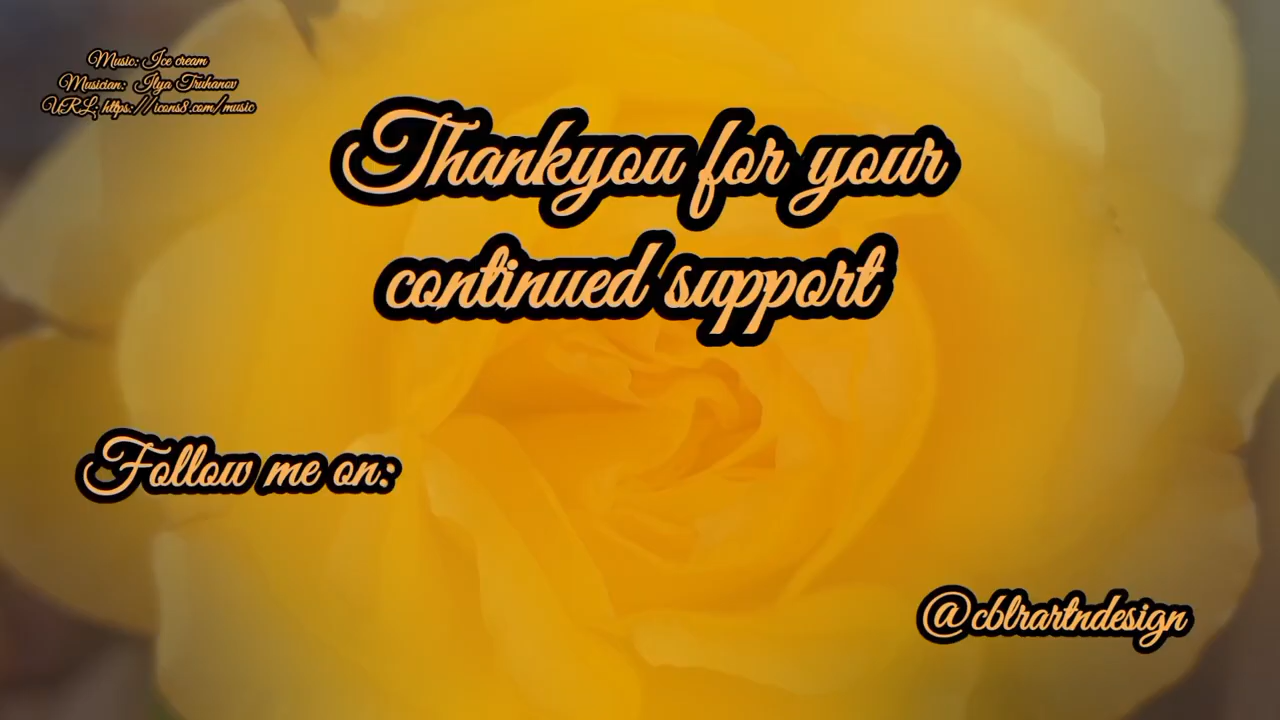 Music: Ice cream
Musician: Ilya Truhanov
URL: https://icons8.com/music
Thankyou for your
continued support
Follow me on:
@cblrartndesign